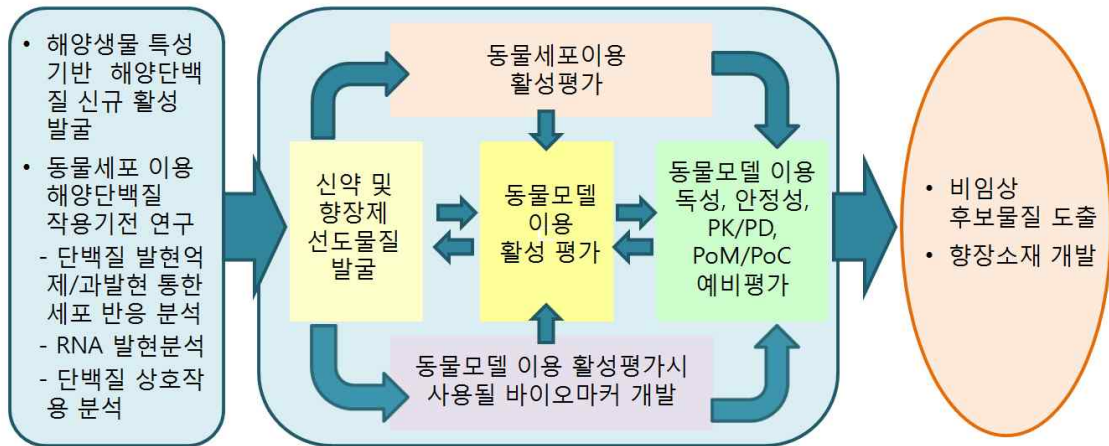 • 해양생물 특성
기반 해양단백
질 신규 활성
발굴
• 동물세포 이용
해양단백질
작용기전 연구
- 단백질 발현억
제/과발현 통한
세포 반응 분석
- RNA 발현분석
- 단백질 상호작
용 분석
동물세포이용
활성평가
신약 및
향장제
선도물질
발굴
동물모델
이용
활성 평가
동물모델 이용
독성, 안정성,
PK/PD,
PoM/PoC
예비평가
동물모델 이용 활성평가시
사용될 바이오마커 개발
• 비임상
후보물질 도출
• 향장소재 개발